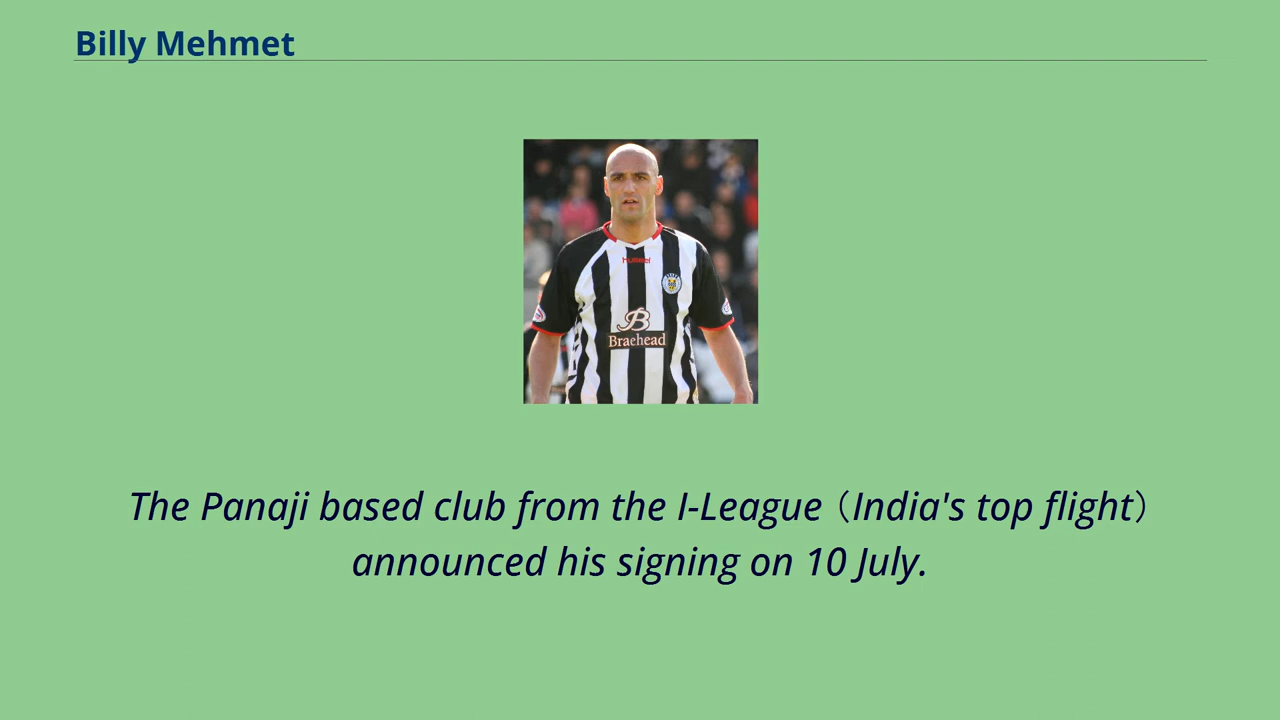 Billy Mehmet
hummel
B
Braehead
The Panaji based club from the I-League（India's top flight）
announced his signing on 10 July.